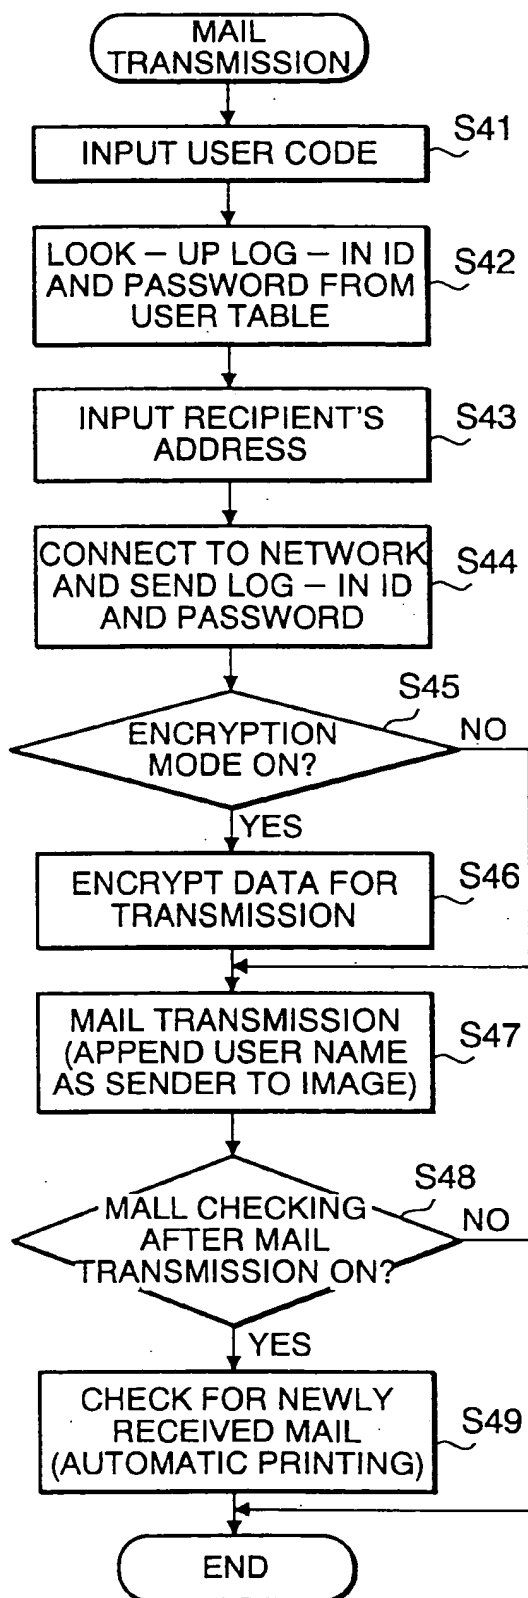 MAIL
TRANSMISSION
INPUT USER CODE
S41
LOOK – UP LOG – IN ID
AND PASSWORD FROM
USER TABLE
S42
INPUT RECIPIENT'S
ADDRESS
S43
CONNECT TO NETWORK
AND SEND LOG – IN ID
AND PASSWORD
S44
S45
ENCRYPTION
MODE ON?
NO
YES
ENCRYPT DATA FOR
TRANSMISSION
S46
MAIL TRANSMISSION
(APPEND USER NAME
AS SENDER TO IMAGE)
S47
S48
MALL CHECKING
AFTER MAIL
TRANSMISSION ON?
NO
YES
CHECK FOR NEWLY
RECEIVED MAIL
(AUTOMATIC PRINTING)
S49
END